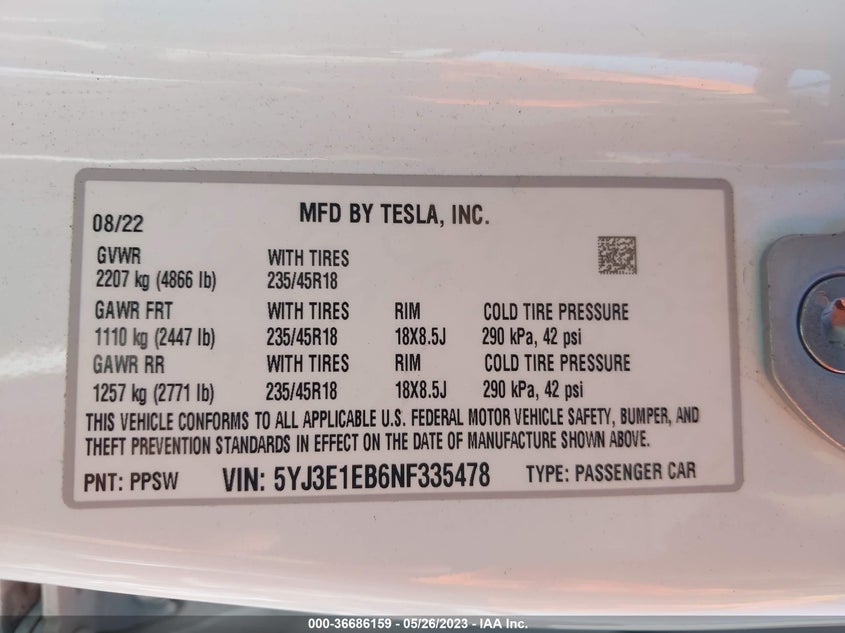 08/22 MFD BY TESLA, INC.
GVWR WITH TIRES
2207 kg (4866 lb) 235/45R18
GAWR FRT WITH TIRES RIM COLD TIRE PRESSURE
1110 kg (2447 lb) 235/45R18 18X8.5J 290 kPa, 42 psi
GAWR RR WITH TIRES RIM COLD TIRE PRESSURE
1257 kg (2771 lb) 235/45R18 18X8.5J 290 kPa, 42 psi
THIS VEHICLE CONFORMS TO ALL APPLICABLE U.S. FEDERAL MOTOR VEHICLE SAFETY, BUMPER, AND
THEFT PREVENTION STANDARDS IN EFFECT ON THE DATE OF MANUFACTURE SHOWN ABOVE.
PNT: PPSW VIN: 5YJ3E1EB6NF335478 TYPE: PASSENGER CAR
000-36686159 - 05/26/2023 - IAA Inc.